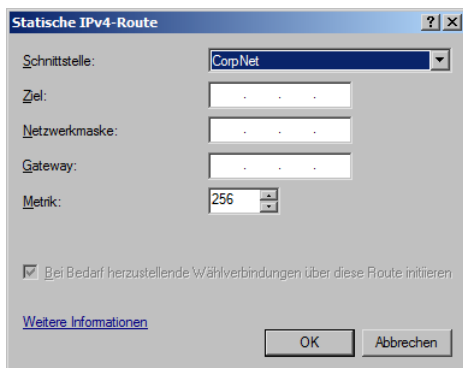 Statische IPv4-Route
Schnittstelle: CorpNet
Ziel: . . .
Netzwerkmaske: . . .
Gateway: . . .
Metrik: 256
Bei Bedarf herzustellende Wählverbindungen über diese Route initiieren
Weitere Informationen
OK Abbrechen